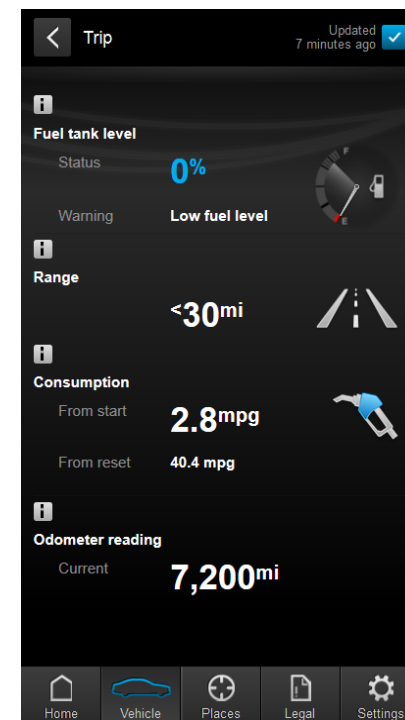 Trip
Updated
7 minutes ago
i
Fuel tank level
Status 0%
F
E
Warning Low fuel level
i
Range
<30mi
i
Consumption
From start 2.8mpg
From reset 40.4 mpg
i
Odometer reading
Current 7,200mi
Home Vehicle Places Legal Settings